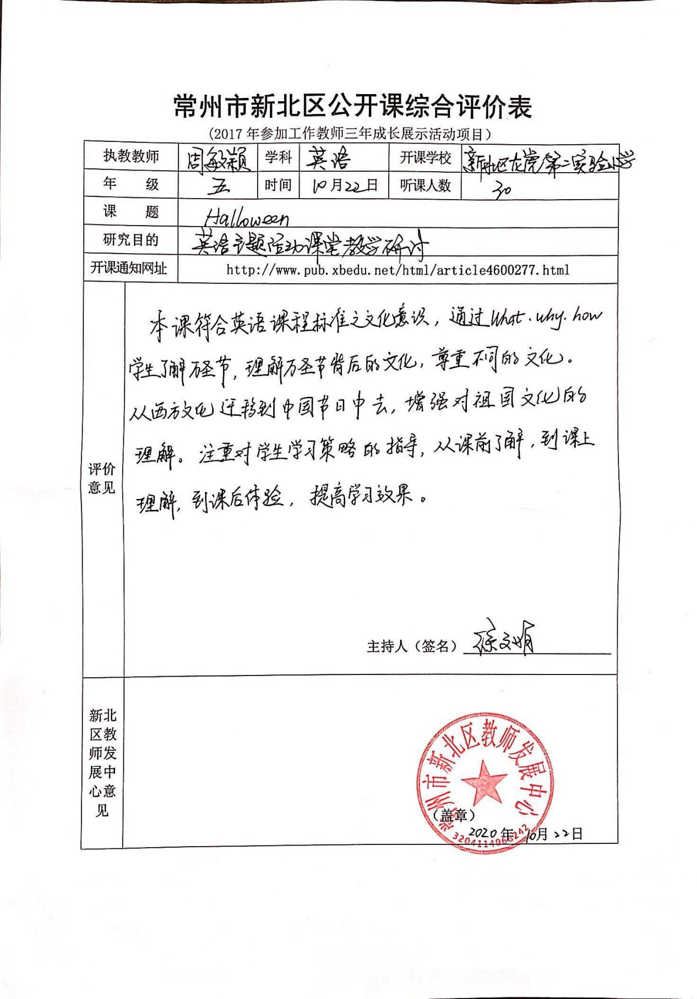 常州市新北区公开课综合评价表
(2017年参加工作教师三年成长展示活动项目)
执教教师 周敏颖 学科 英语 开课学校 新北区龙虎第二实验小学
年 级 五 时间 10月22日 听课人数 30
课 题 Halloween
研究目的 英语主题活动课堂教学研讨
开课通知网址 http://www.pub.xbedu.net/html/article4600277.html
评价意见
本课符合英语课程标准之文化意识，通过What.why.how
学生了解万圣节，理解万圣节背后的文化，尊重不同的文化。
从西方文化迁移到中国节日中去，增强对祖国文化的
理解。注重对学生学习策略的指导，从课前了解，到课上
理解，到课后体验，提高学习效果。
主持人（签名）徐文娟
新北区教师发展中心意见
常州市新北区教师发展中心
（盖章）
2020年10月22日